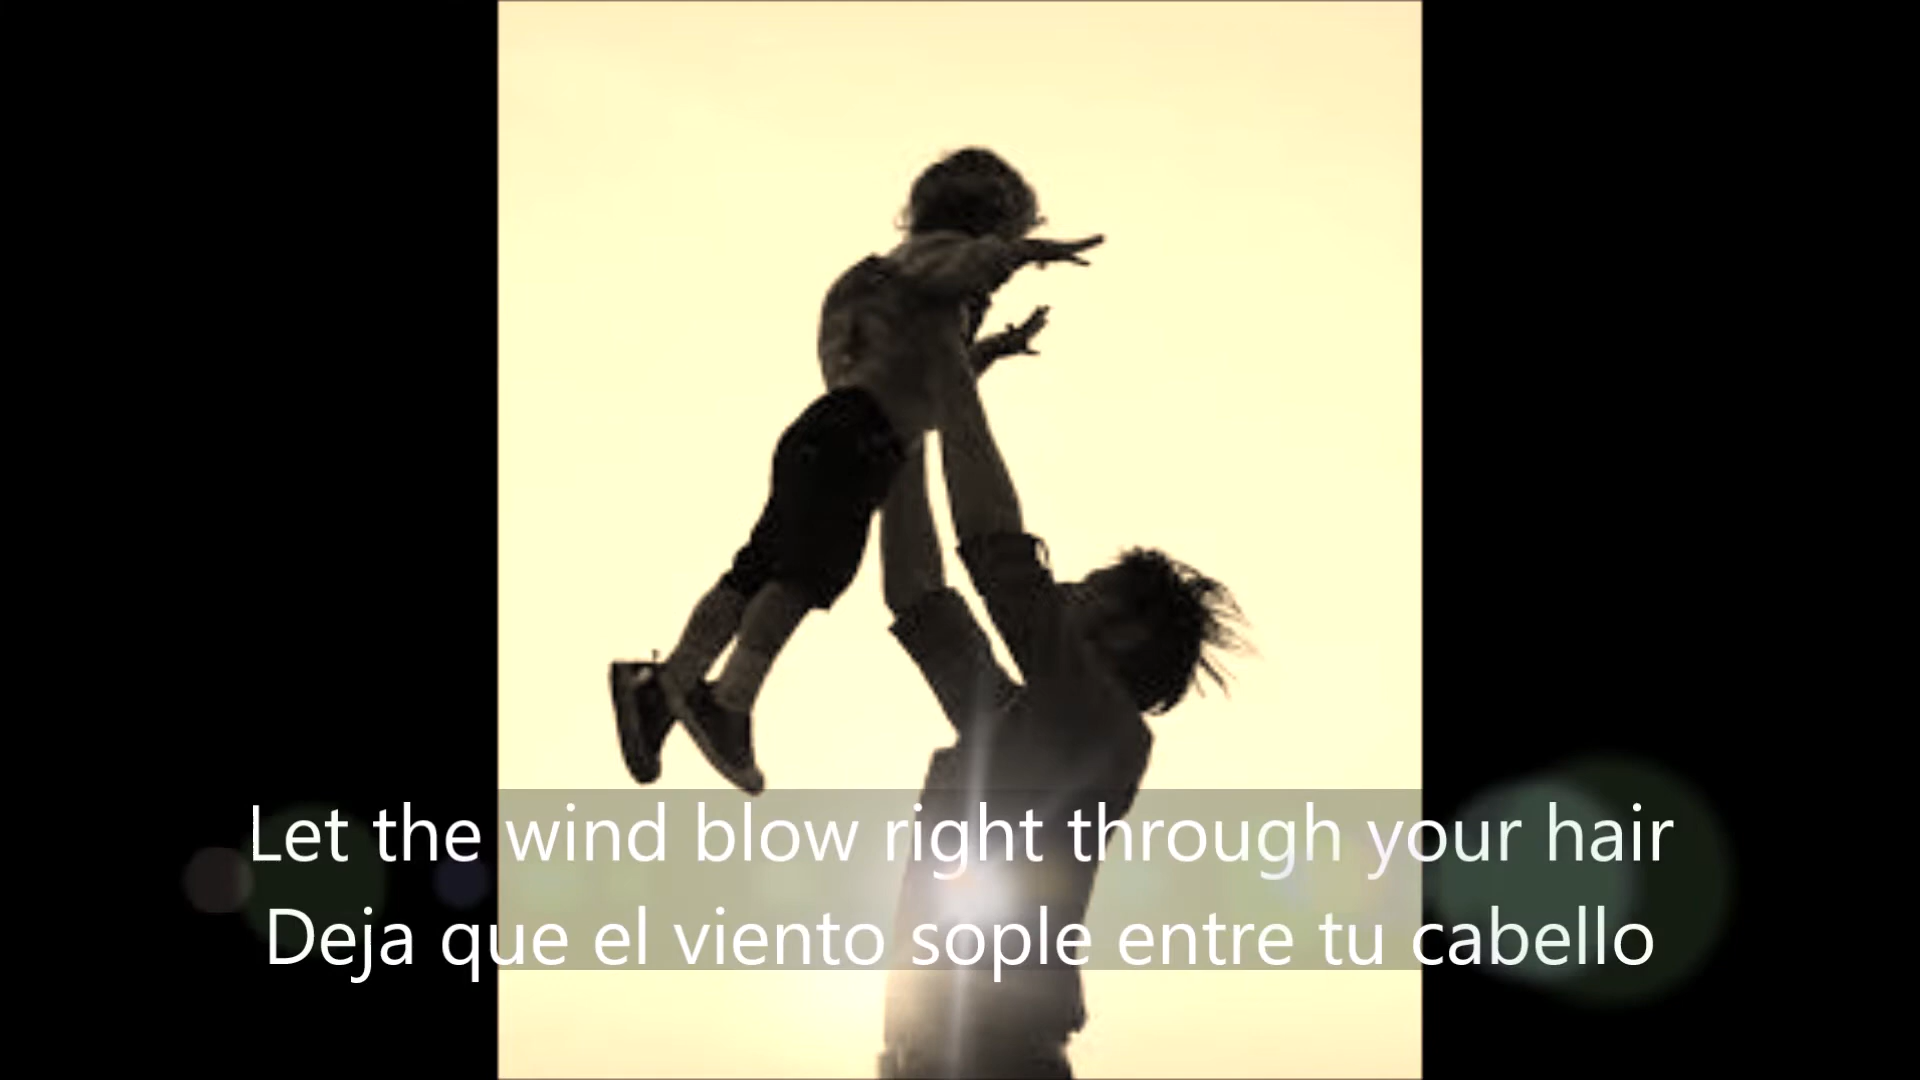 Let the wind blow right through your hair
Deja que el viento sople entre tu cabello